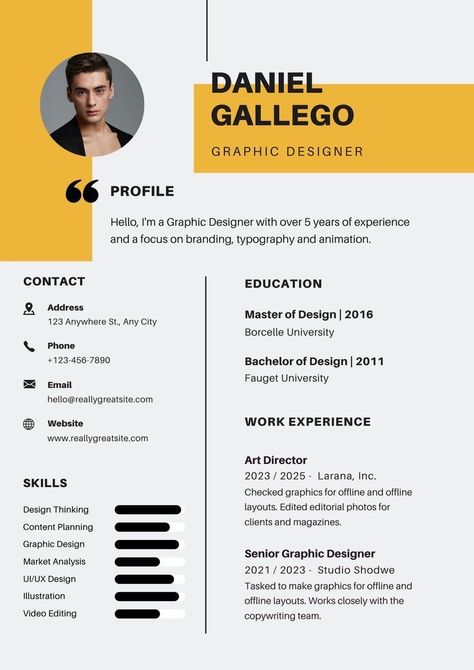 DANIEL
GALLEGO
GRAPHIC DESIGNER
PROFILE
Hello, I'm a Graphic Designer with over 5 years of experience
and a focus on branding, typography and animation.
CONTACT
Address
123 Anywhere St., Any City
Phone
+123-456-7890
Email
hello@reallygreatsite.com
Website
www.reallygreatsite.com
SKILLS
Design Thinking
Content Planning
Graphic Design
Market Analysis
UI/UX Design
Illustration
Video Editing
EDUCATION
Master of Design | 2016
Borcelle University
Bachelor of Design | 2011
Fauget University
WORK EXPERIENCE
Art Director
2023 / 2025 - Larana, Inc.
Checked graphics for offline and offline
layouts. Edited editorial photos for
clients and magazines.
Senior Graphic Designer
2021 / 2023 - Studio Shodwe
Tasked to make graphics for offline and
offline layouts. Works closely with the
copywriting team.